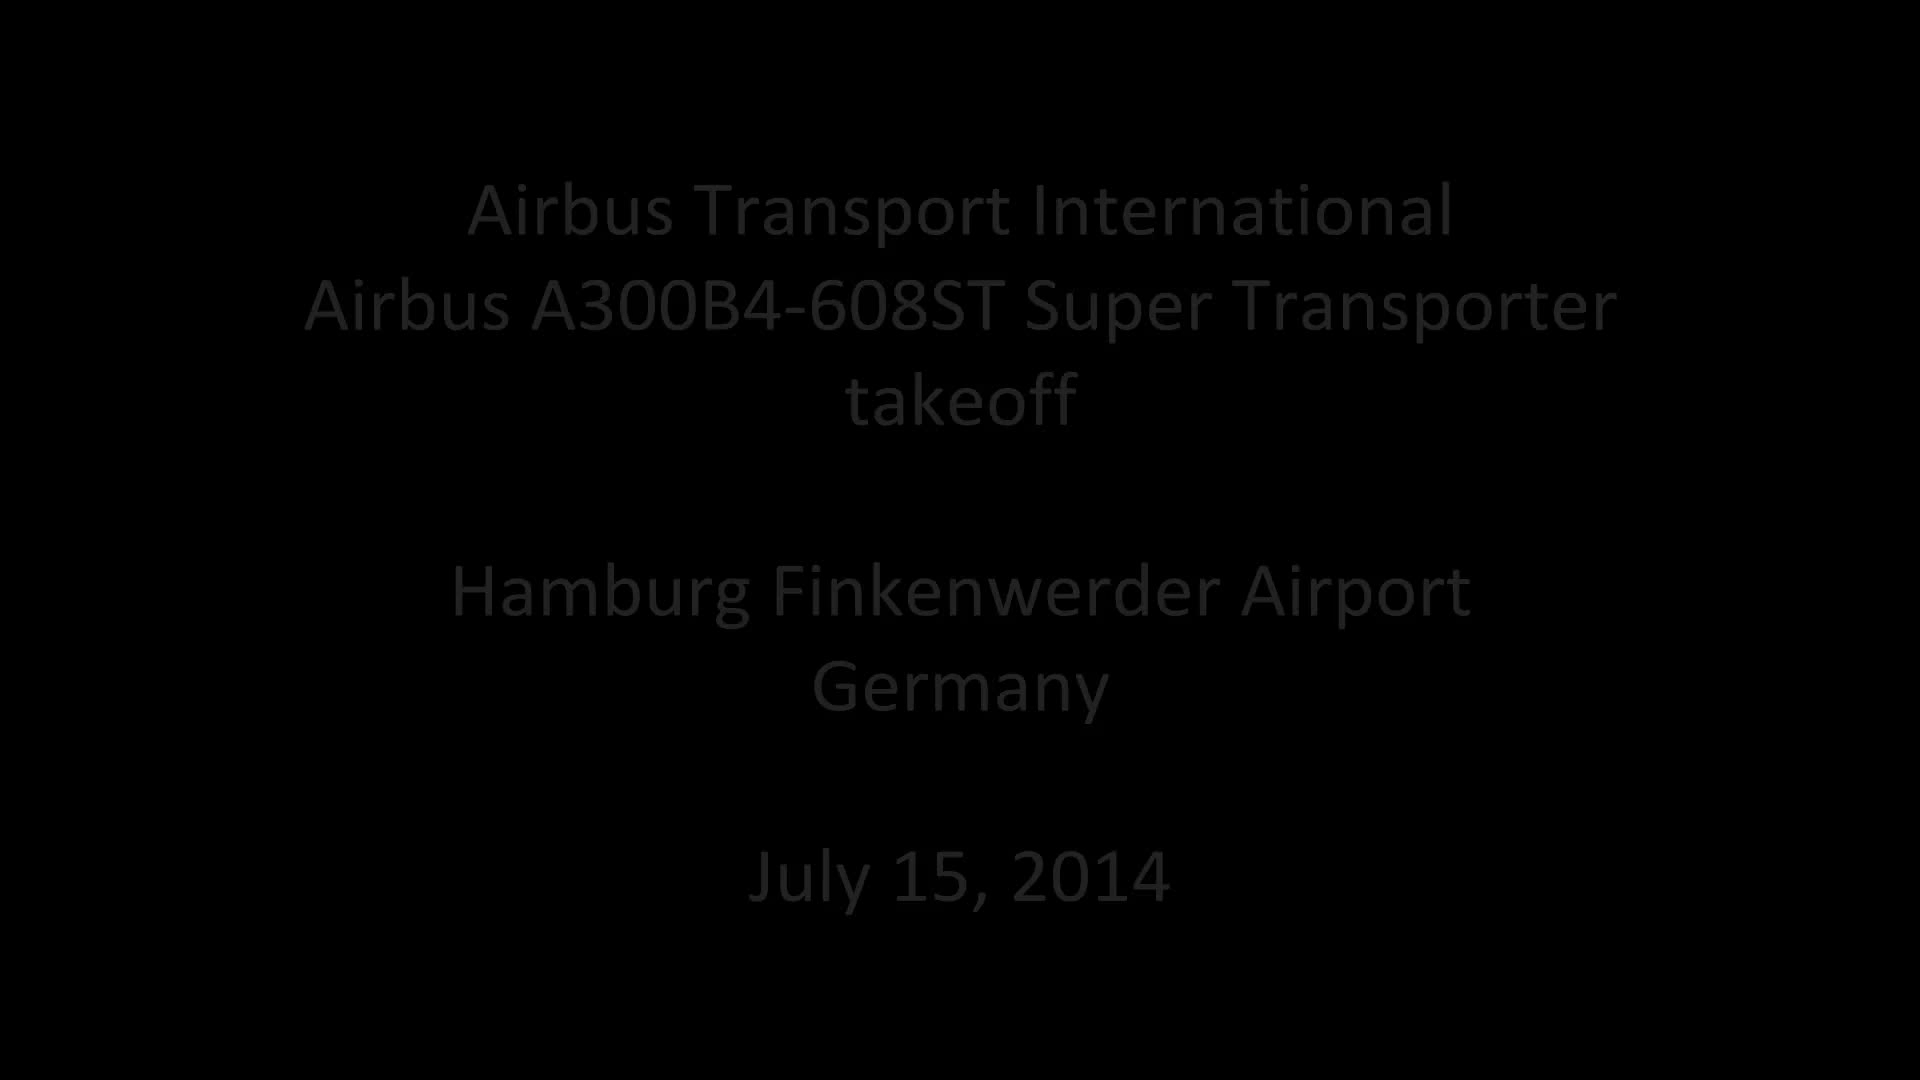 Airbus Transport International
Airbus A300B4-608ST Super Transporter
takeoff
Hamburg Finkenwerder Airport
Germany
July 15, 2014